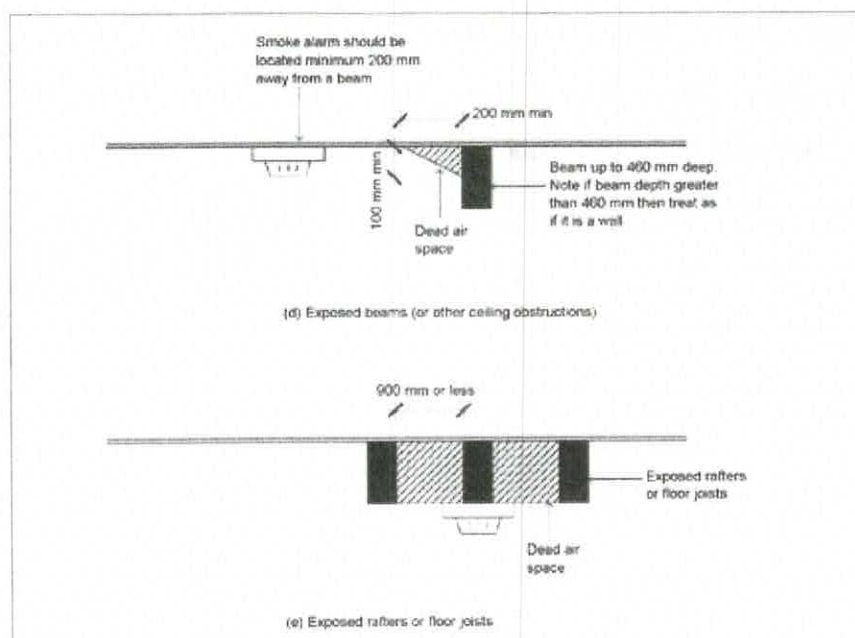 Smoke alarm should be
located minimum 200 mm
away from a beam
200 mm min
100 mm min
Beam up to 460 mm deep.
Note if beam depth greater
than 460 mm then treat as
if it is a wall
Dead air
space
(d) Exposed beams (or other ceiling obstructions)
900 mm or less
Exposed rafters
or floor joists
Dead air
space
(e) Exposed rafters or floor joists